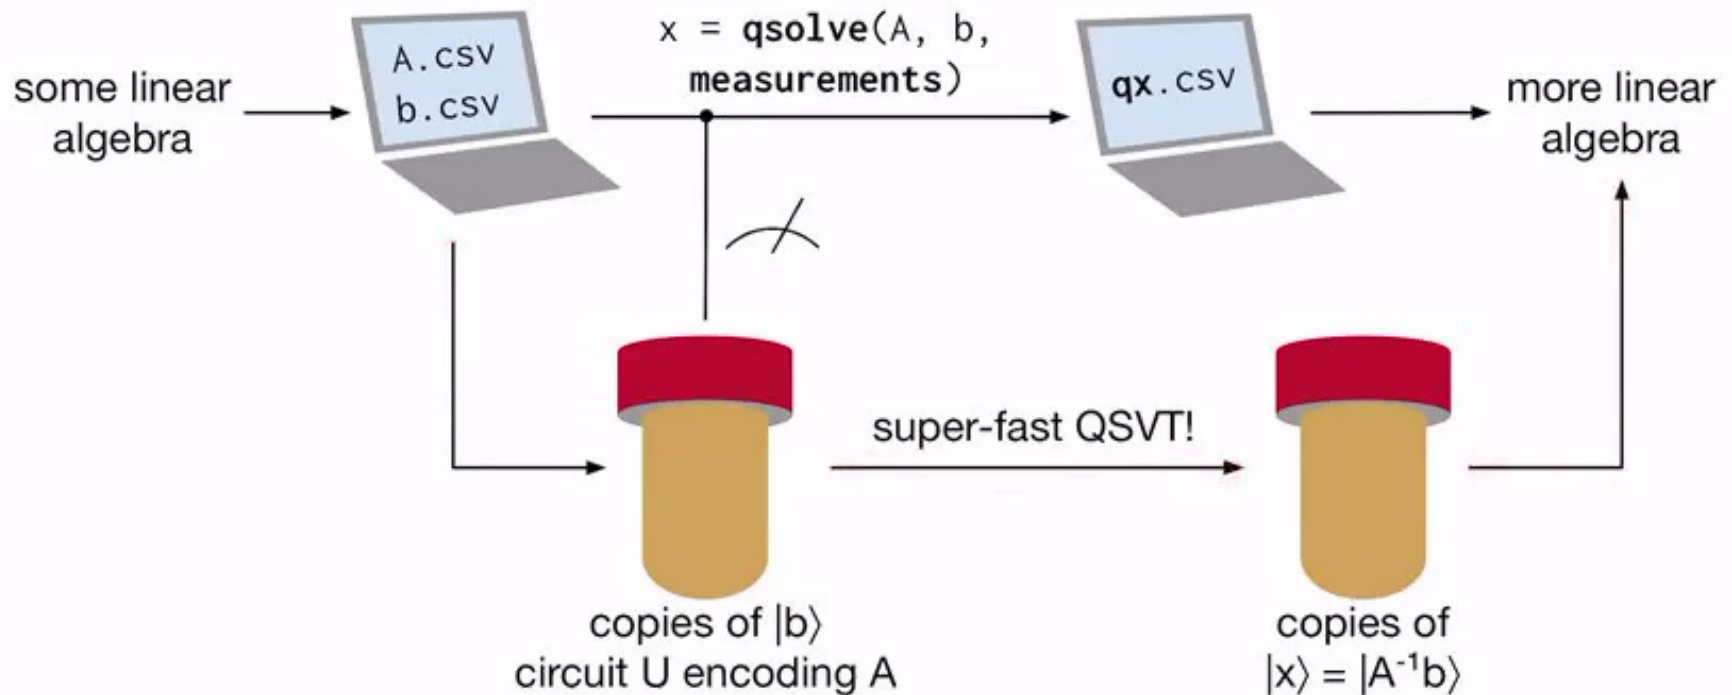 some linear
algebra
A.csv
b.csv
x = qsolve(A, b,
measurements)
qx.csv
more linear
algebra
super-fast QSVT!
copies of |b⟩
circuit U encoding A
copies of
|x⟩ = |A⁻¹b⟩